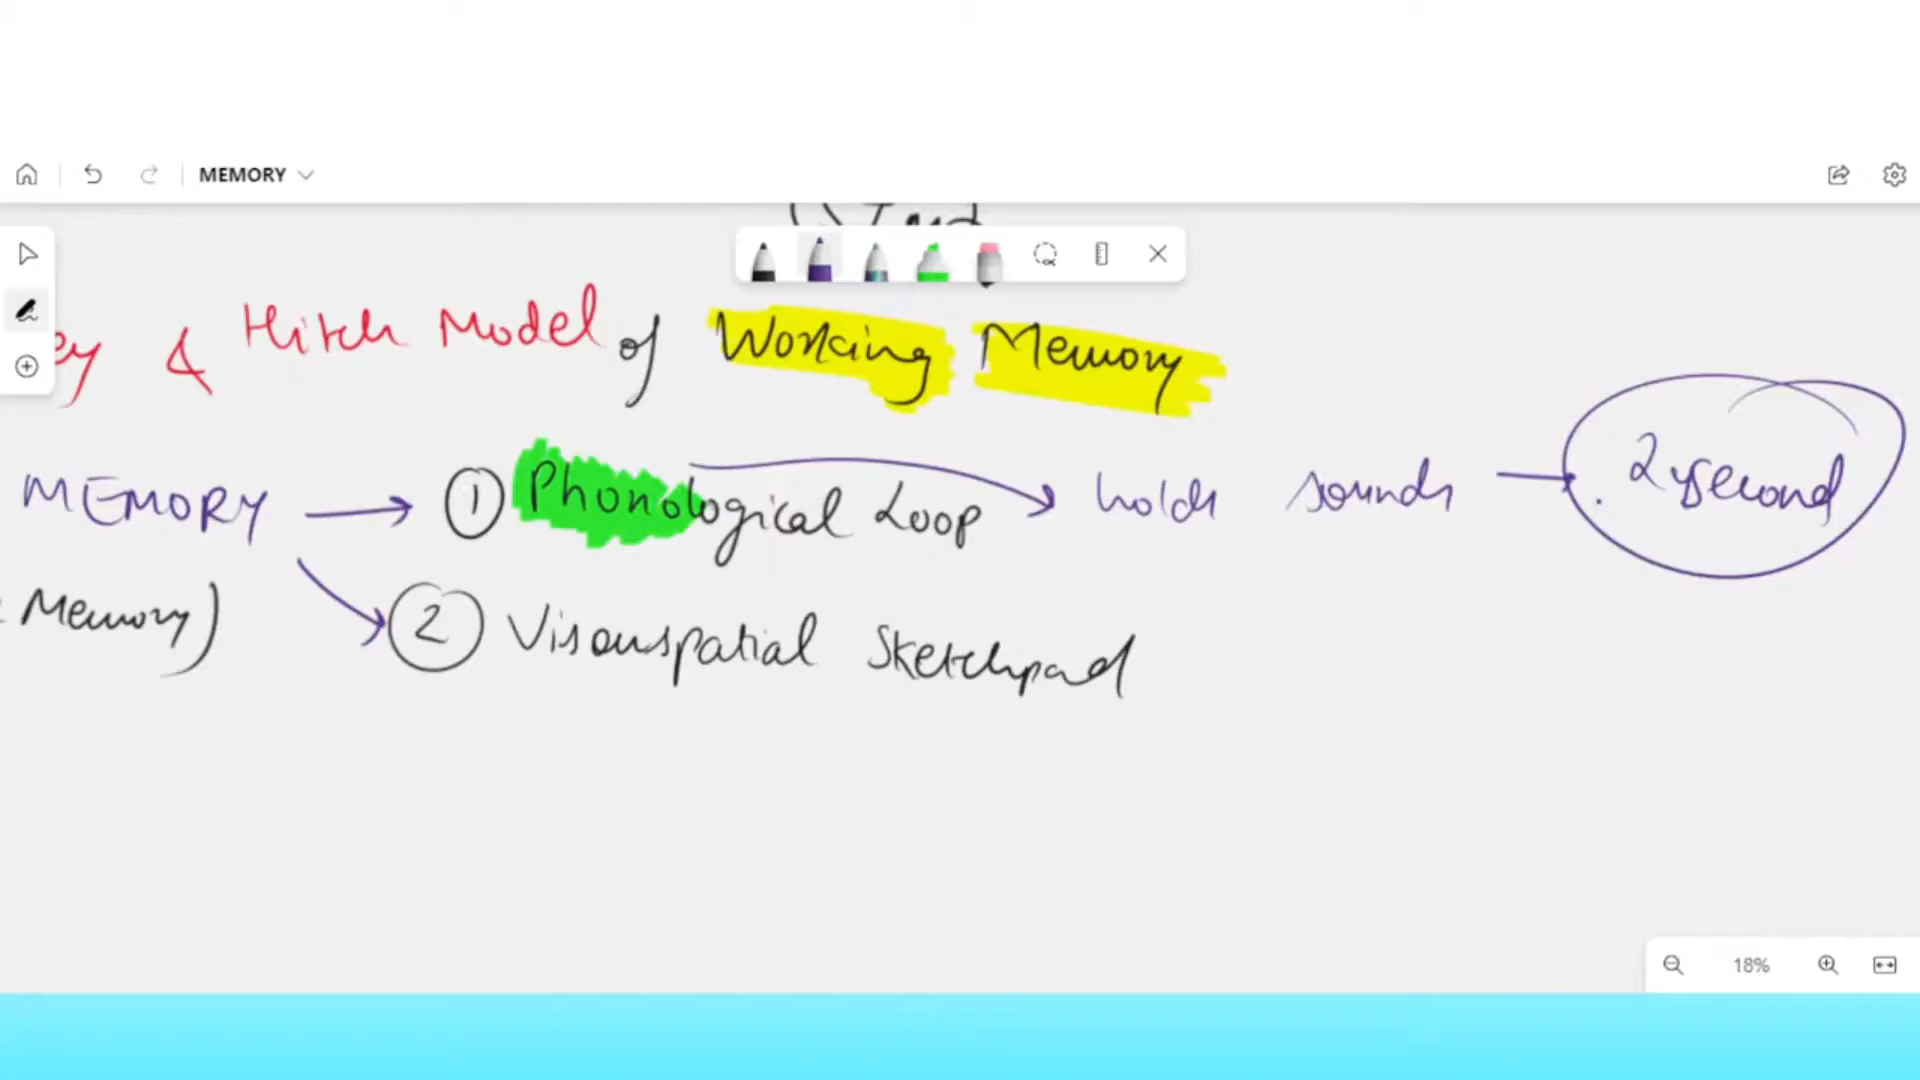 MEMORY
ey & Hitch Model of Working Memory
MEMORY → ① Phonological Loop → holds sounds → 2 second
Memory) ② Visouspatial Sketchpad
18%